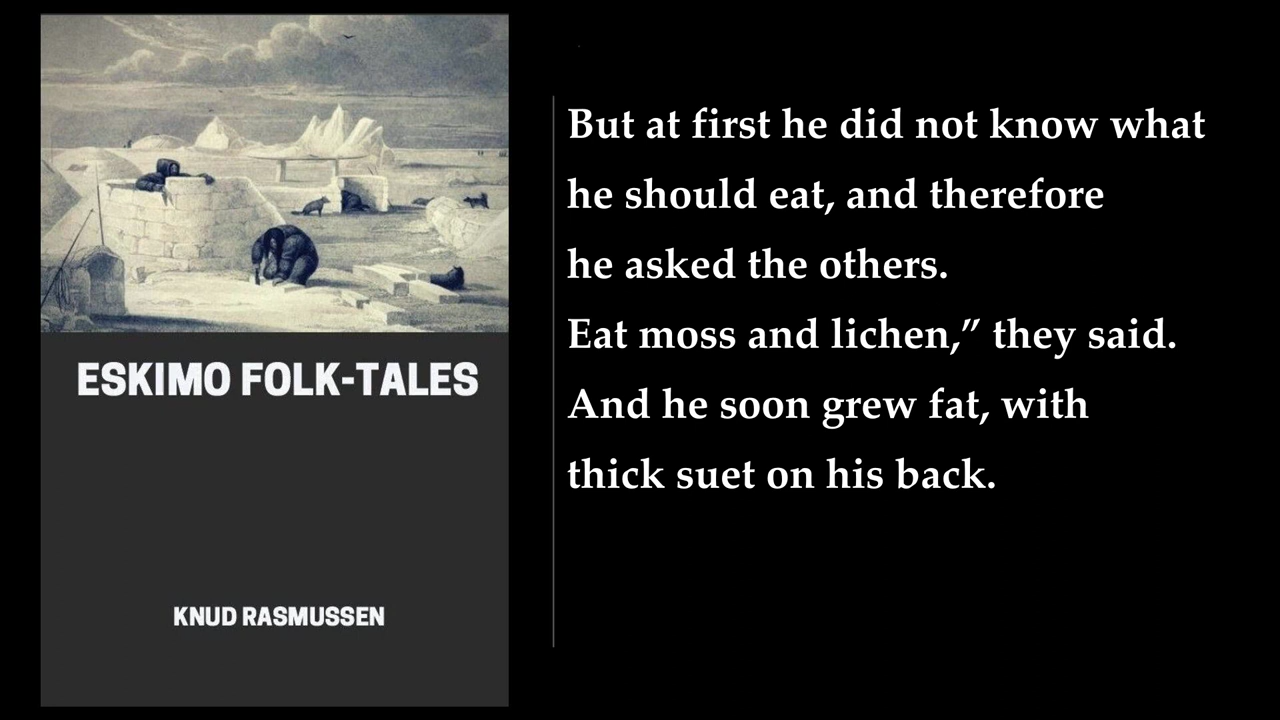 ESKIMO FOLK-TALES
KNUD RASMUSSEN
But at first he did not know what
he should eat, and therefore
he asked the others.
Eat moss and lichen,” they said.
And he soon grew fat, with
thick suet on his back.